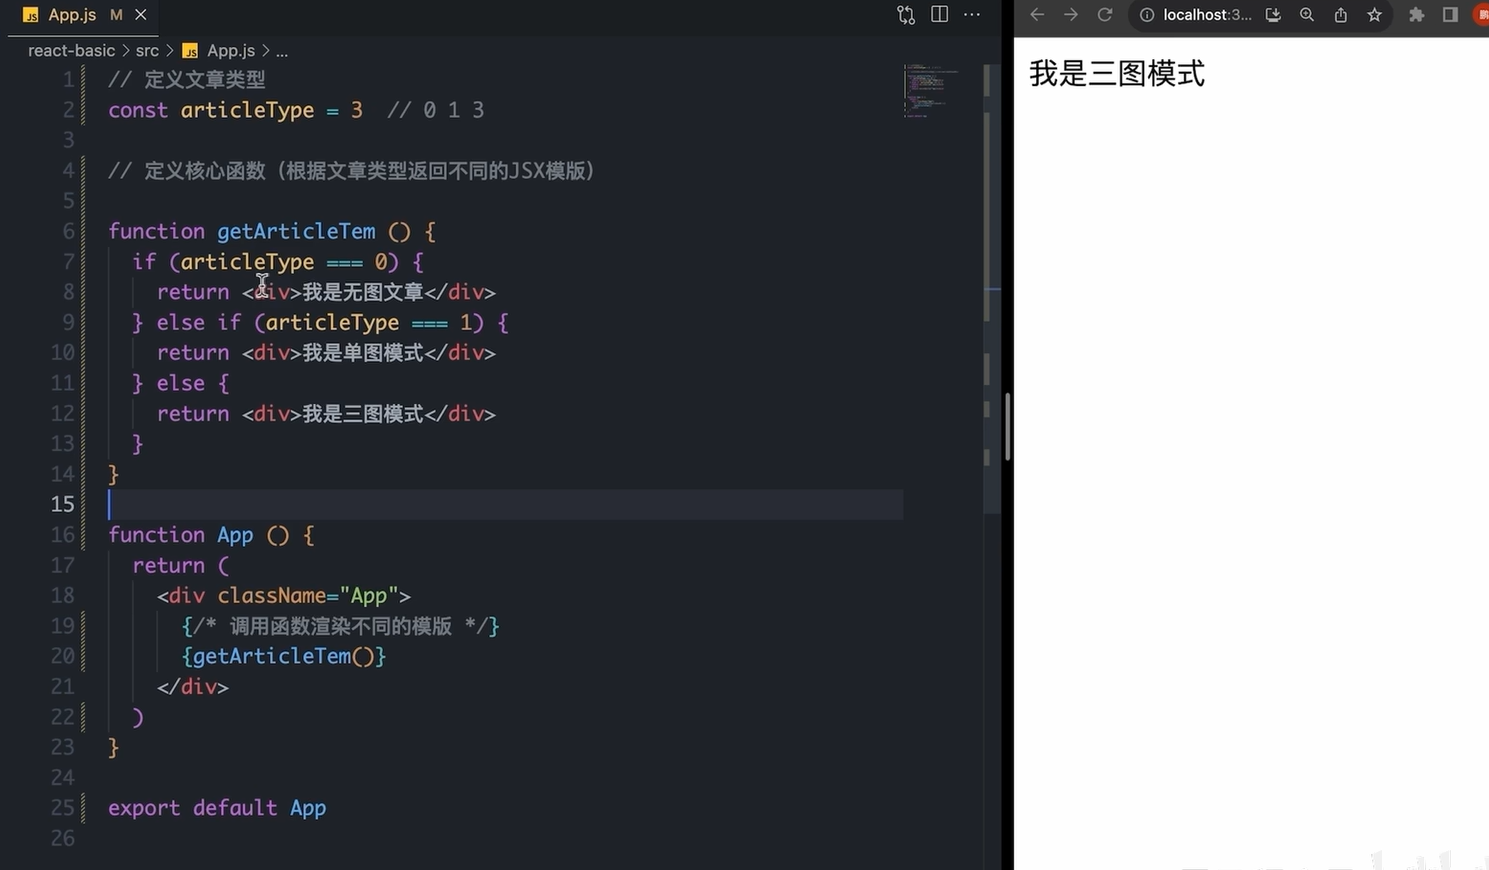 JS App.js M
react-basic > src > JS App.js > ...
localhost:3...
1 // 定义文章类型
2 const articleType = 3 // 0 1 3
3
4 // 定义核心函数（根据文章类型返回不同的JSX模版）
5
6 function getArticleTem () {
7 if (articleType === 0) {
8 return <div>我是无图文章</div>
9 } else if (articleType === 1) {
10 return <div>我是单图模式</div>
11 } else {
12 return <div>我是三图模式</div>
13 }
14 }
15
16 function App () {
17 return (
18 <div className="App">
19 {/* 调用函数渲染不同的模版 */}
20 {getArticleTem()}
21 </div>
22 )
23 }
24
25 export default App
26
我是三图模式